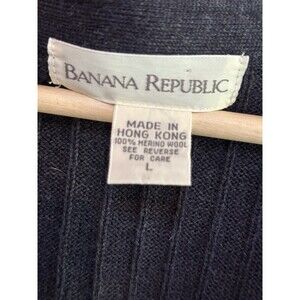 BANANA REPUBLIC
MADE IN
HONG KONG
100% MERINO WOOL
SEE REVERSE
FOR CARE
L